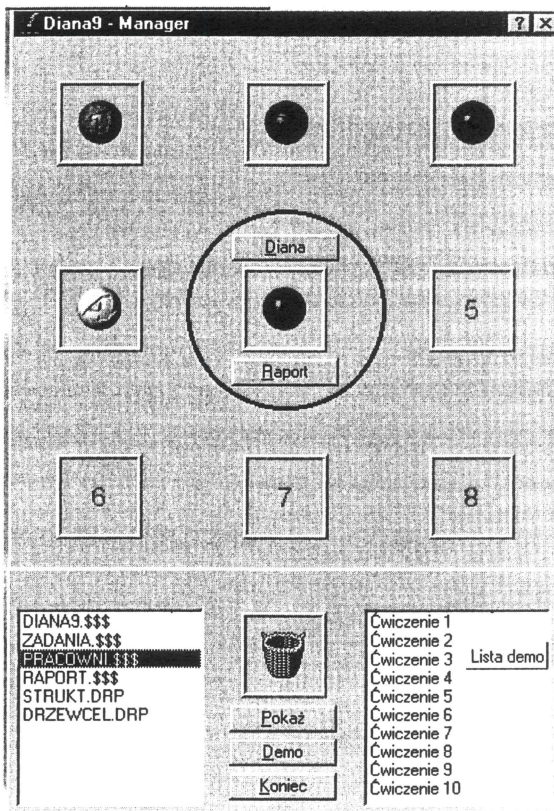 Diana9 - Manager
Diana
5
Raport
6
7
8
DIANA9.$$$
ZADANIA.$$$
PRACOWNI.$$$
RAPORT.$$$
STRUKT.DRP
DRZEWCEL.DRP
Pokaż
Demo
Koniec
Ćwiczenie 1
Ćwiczenie 2
Ćwiczenie 3
Ćwiczenie 4
Ćwiczenie 5
Ćwiczenie 6
Ćwiczenie 7
Ćwiczenie 8
Ćwiczenie 9
Ćwiczenie 10
Lista demo